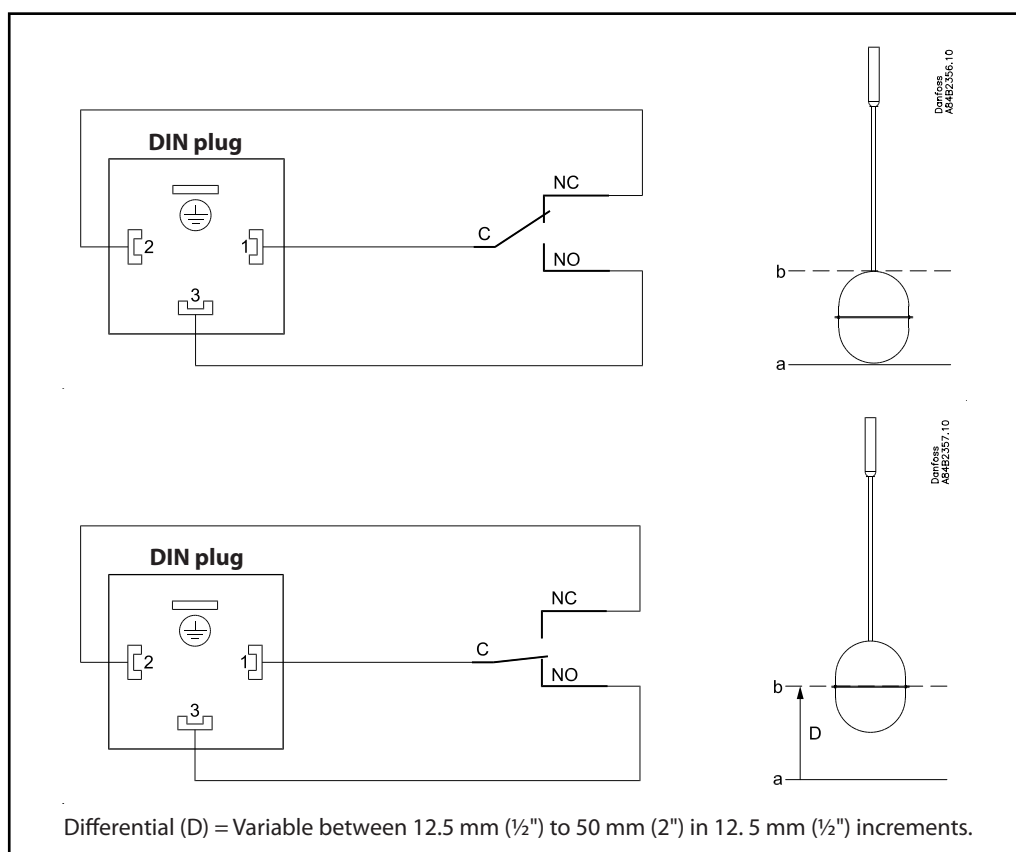 Danfoss
A84B2356.10
DIN plug
NC
2
1
C
3
NO
b
a
Danfoss
A84B2357.10
DIN plug
NC
2
1
C
NO
3
b
D
a
Differential (D) = Variable between 12.5 mm (½") to 50 mm (2") in 12. 5 mm (½") increments.